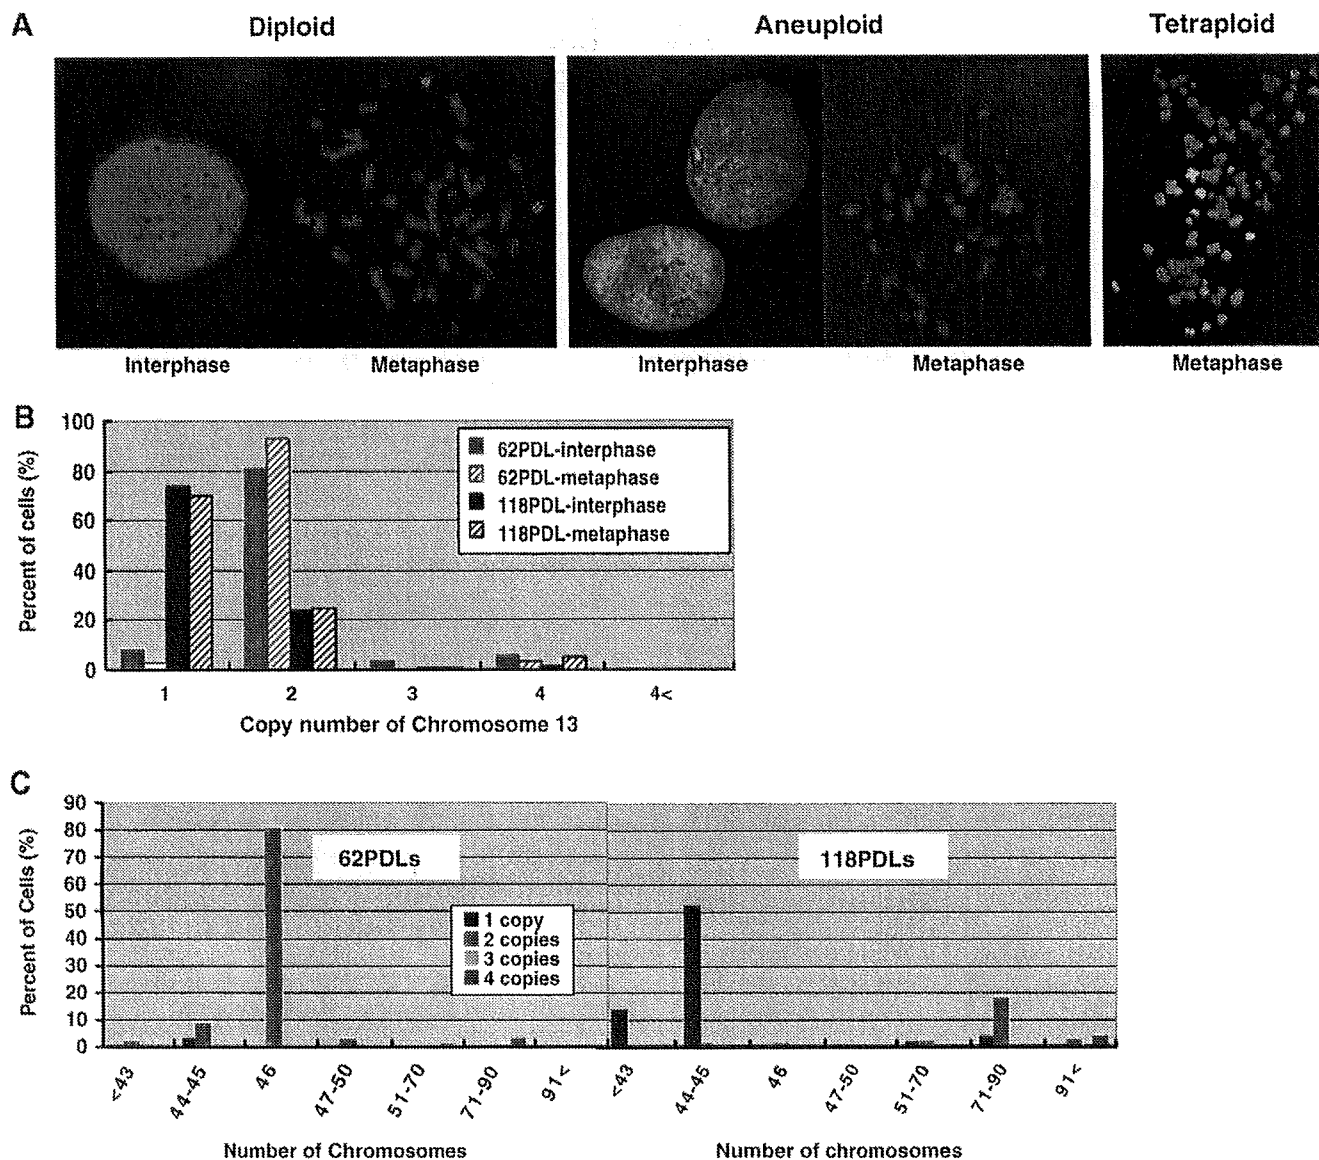 A
Diploid
Aneuploid
Tetraploid
Interphase
Metaphase
Interphase
Metaphase
Metaphase
B
Percent of cells (%)
100
80
60
40
20
0
62PDL-interphase
62PDL-metaphase
118PDL-interphase
118PDL-metaphase
1
2
3
4
4<
Copy number of Chromosome 13
C
Percent of Cells (%)
90
80
70
60
50
40
30
20
10
0
62PDLs
118PDLs
1 copy
2 copies
3 copies
4 copies
<43
44-45
46
47-50
51-70
71-90
91<
<43
44-45
46
47-50
51-70
71-90
91<
Number of Chromosomes
Number of chromosomes